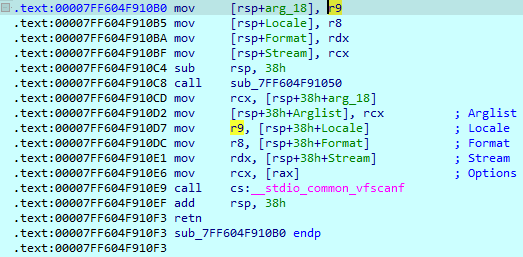 .text:00007FF604F910B0 mov [rsp+arg_18], r9
.text:00007FF604F910B5 mov [rsp+Locale], r8
.text:00007FF604F910BA mov [rsp+Format], rdx
.text:00007FF604F910BF mov [rsp+Stream], rcx
.text:00007FF604F910C4 sub rsp, 38h
.text:00007FF604F910C8 call sub_7FF604F91050
.text:00007FF604F910CD mov rcx, [rsp+38h+arg_18]
.text:00007FF604F910D2 mov [rsp+38h+Arglist], rcx ; Arglist
.text:00007FF604F910D7 mov r9, [rsp+38h+Locale] ; Locale
.text:00007FF604F910DC mov r8, [rsp+38h+Format] ; Format
.text:00007FF604F910E1 mov rdx, [rsp+38h+Stream] ; Stream
.text:00007FF604F910E6 mov rcx, [rax] ; Options
.text:00007FF604F910E9 call cs:__stdio_common_vfscanf
.text:00007FF604F910EF add rsp, 38h
.text:00007FF604F910F3 retn
.text:00007FF604F910F3 sub_7FF604F910B0 endp
.text:00007FF604F910F3